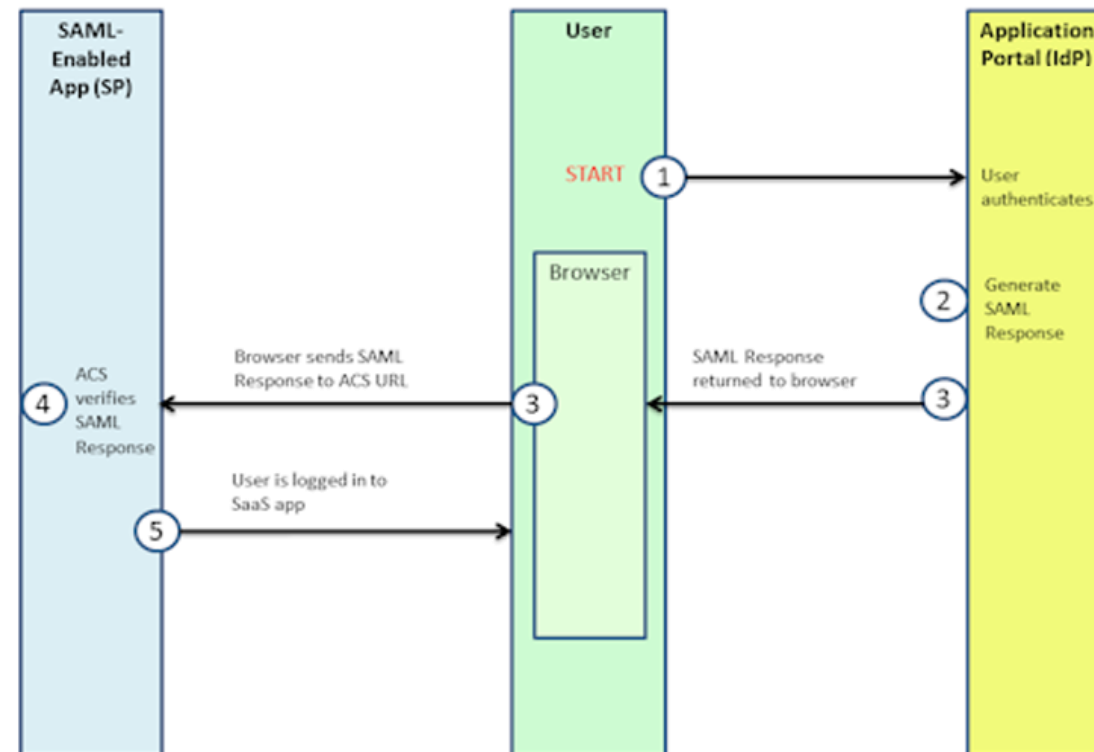 SAML-
Enabled
App (SP)
User
Application
Portal (IdP)
START
1
User
authenticates
Browser
2
Generate
SAML
Response
Browser sends SAML
Response to ACS URL
SAML Response
returned to browser
4
ACS
verifies
SAML
Response
3
3
User is logged in to
SaaS app
5